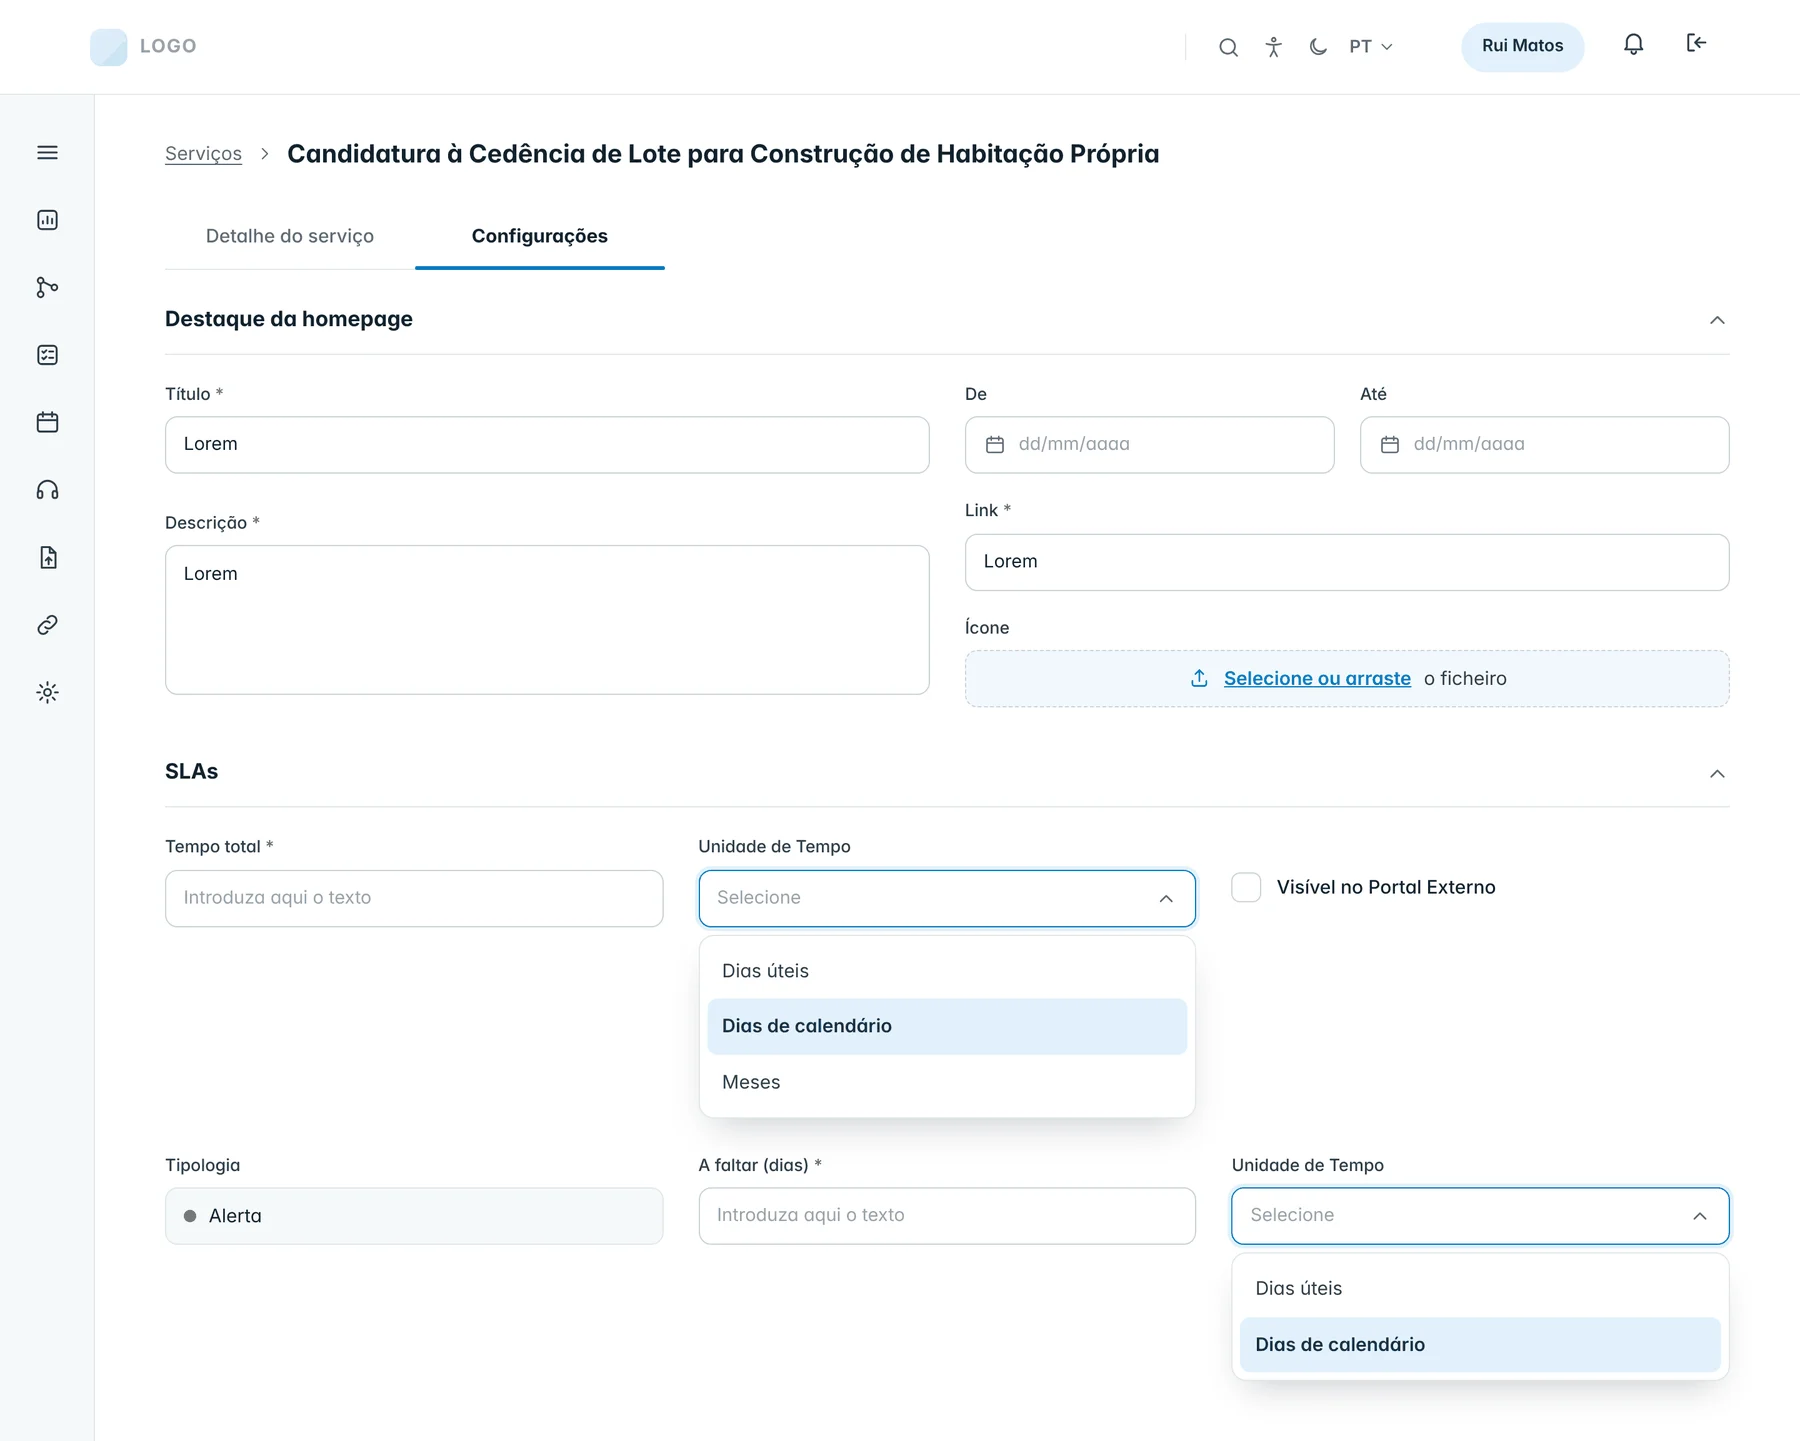 LOGO
PT
Rui Matos
Serviços
Candidatura à Cedência de Lote para Construção de Habitação Própria
Detalhe do serviço
Configurações
Destaque da homepage
Título *
Lorem
De
dd/mm/aaaa
Até
dd/mm/aaaa
Descrição *
Lorem
Link *
Lorem
Ícone
Selecione ou arraste o ficheiro
SLAs
Tempo total *
Introduza aqui o texto
Unidade de Tempo
Selecione
Visível no Portal Externo
Dias úteis
Dias de calendário
Meses
Tipologia
Alerta
A faltar (dias) *
Introduza aqui o texto
Unidade de Tempo
Selecione
Dias úteis
Dias de calendário